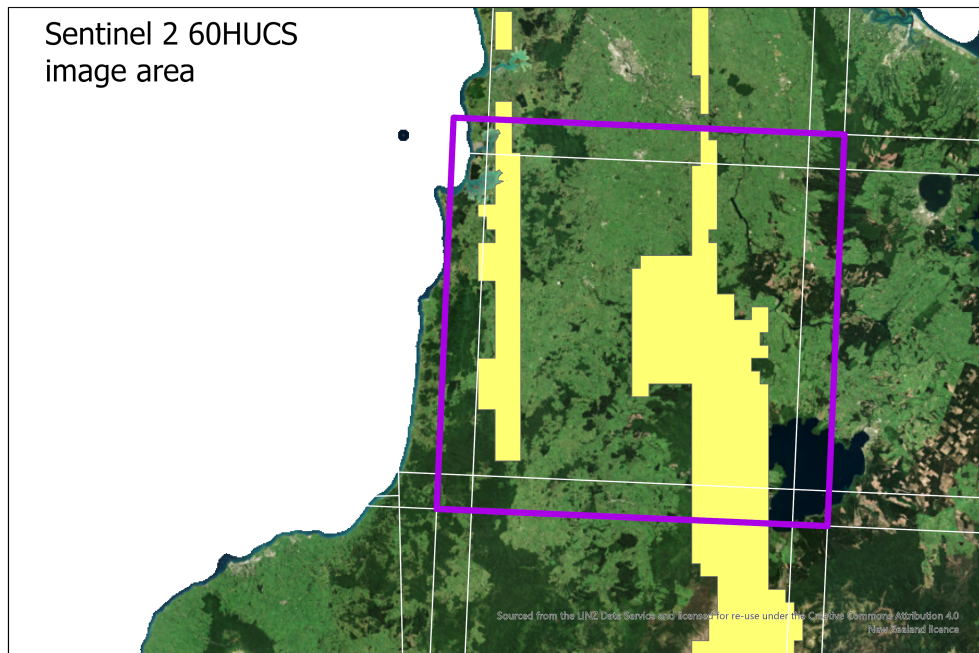 Sentinel 2 60HUCS
image area
Sourced from the LINZ Data Service and licensed for re-use under the Creative Commons Attribution 4.0
New Zealand licence